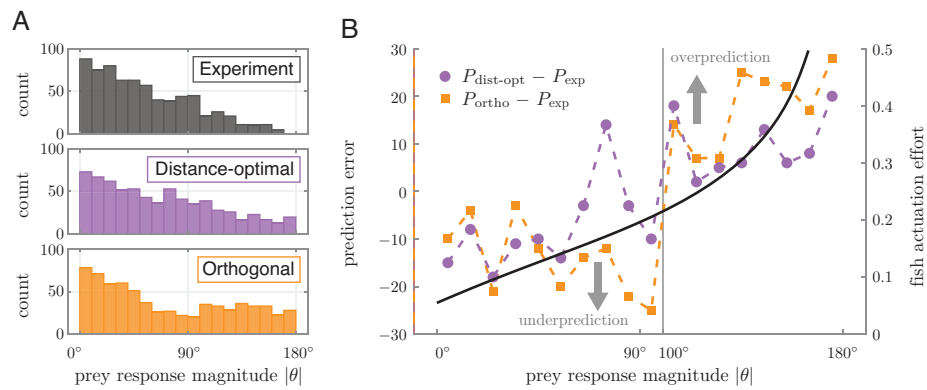 A
B
100
50
0
count
Experiment
100
50
0
count
Distance-optimal
100
50
0
count
Orthogonal
0° 90° 180°
prey response magnitude |θ|
30
20
10
0
−10
−20
−30
prediction error
P_dist-opt − P_exp
P_ortho − P_exp
overprediction
underprediction
0.5
0.4
0.3
0.2
0.1
0
fish actuation effort
0° 90° 100° 180°
prey response magnitude |θ|